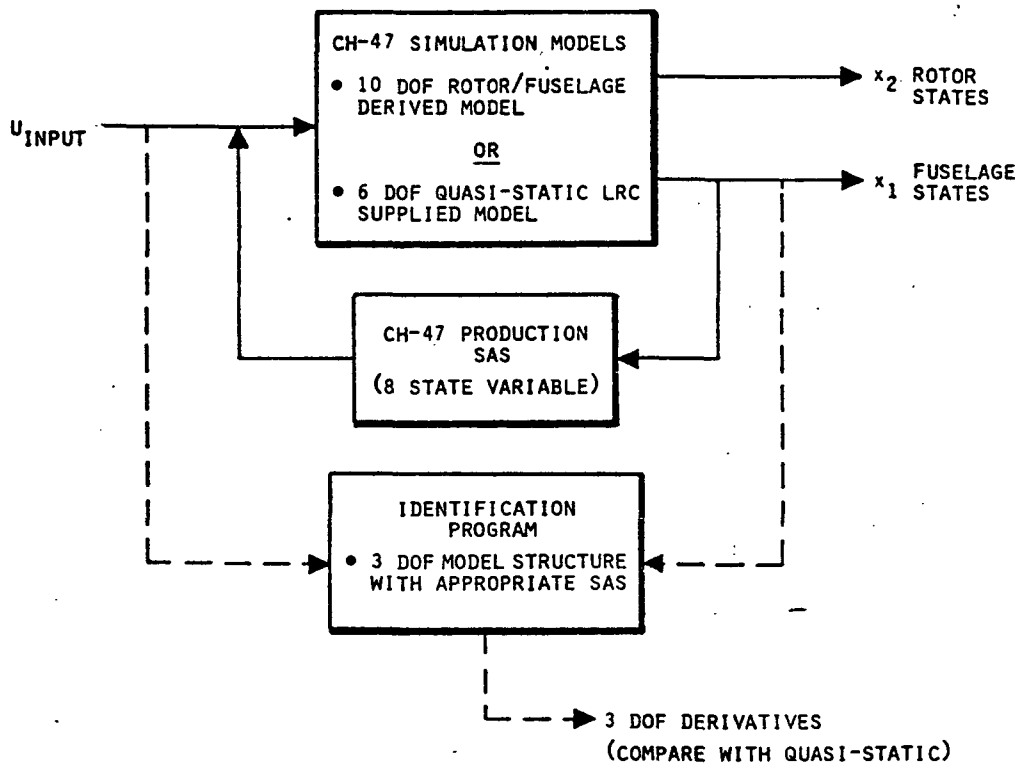 CH-47 SIMULATION MODELS
• 10 DOF ROTOR/FUSELAGE
DERIVED MODEL
OR
• 6 DOF QUASI-STATIC LRC
SUPPLIED MODEL
UINPUT
x2 ROTOR
STATES
x1 FUSELAGE
STATES
CH-47 PRODUCTION
SAS
(8 STATE VARIABLE)
IDENTIFICATION
PROGRAM
• 3 DOF MODEL STRUCTURE
WITH APPROPRIATE SAS
3 DOF DERIVATIVES
(COMPARE WITH QUASI-STATIC)